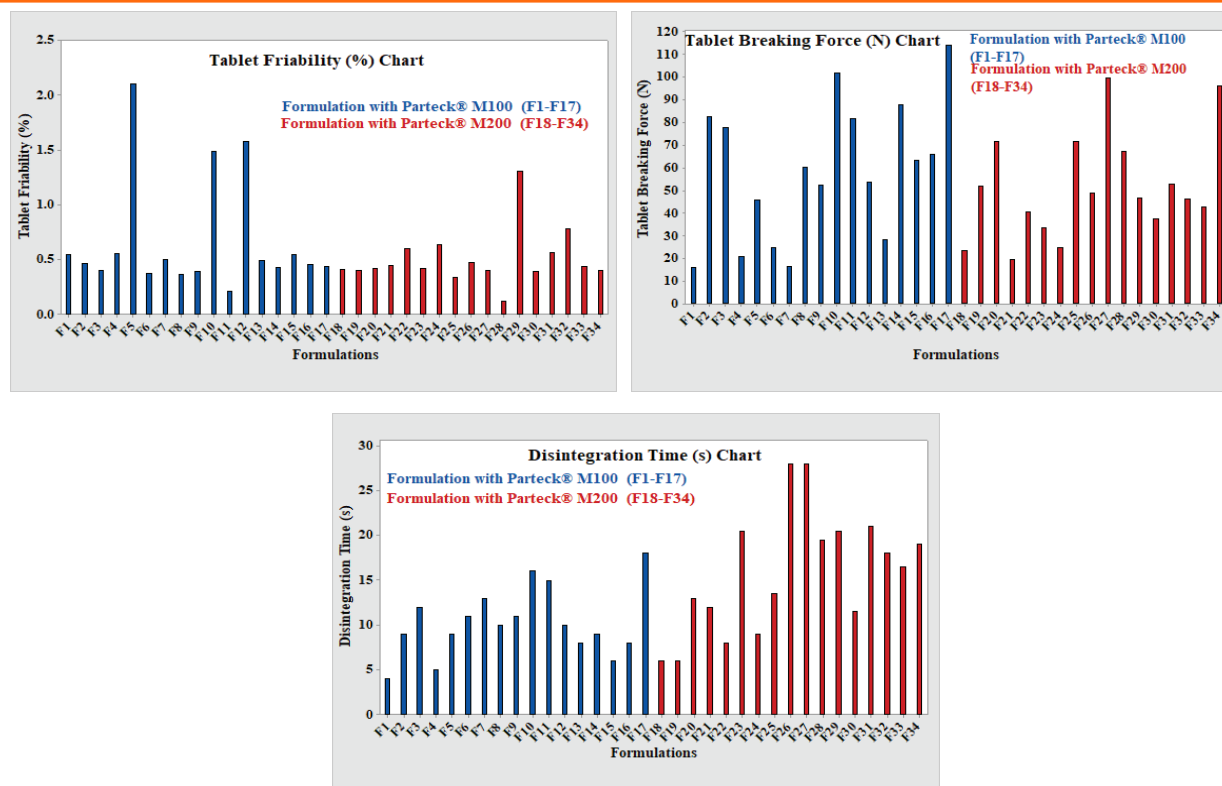 Tablet Friability (%) Chart
Formulation with Parteck® M100 (F1-F17)
Formulation with Parteck® M200 (F18-F34)
Tablet Friability (%)
2.5
2.0
1.5
1.0
0.5
0.0
F1 F2 F3 F4 F5 F6 F7 F8 F9 F10 F11 F12 F13 F14 F15 F16 F17 F18 F19 F20 F21 F22 F23 F24 F25 F26 F27 F28 F29 F30 F31 F32 F33 F34
Formulations
Tablet Breaking Force (N) Chart
Formulation with Parteck® M100
(F1-F17)
Formulation with Parteck® M200
(F18-F34)
Tablet Breaking Force (N)
120
110
100
90
80
70
60
50
40
30
20
10
0
F1 F2 F3 F4 F5 F6 F7 F8 F9 F10 F11 F12 F13 F14 F15 F16 F17 F18 F19 F20 F21 F22 F23 F24 F25 F26 F27 F28 F29 F30 F31 F32 F33 F34
Formulations
Disintegration Time (s) Chart
Formulation with Parteck® M100 (F1-F17)
Formulation with Parteck® M200 (F18-F34)
Disintegration Time (s)
30
25
20
15
10
5
0
F1 F2 F3 F4 F5 F6 F7 F8 F9 F10 F11 F12 F13 F14 F15 F16 F17 F18 F19 F20 F21 F22 F23 F24 F25 F26 F27 F28 F29 F30 F31 F32 F33 F34
Formulations